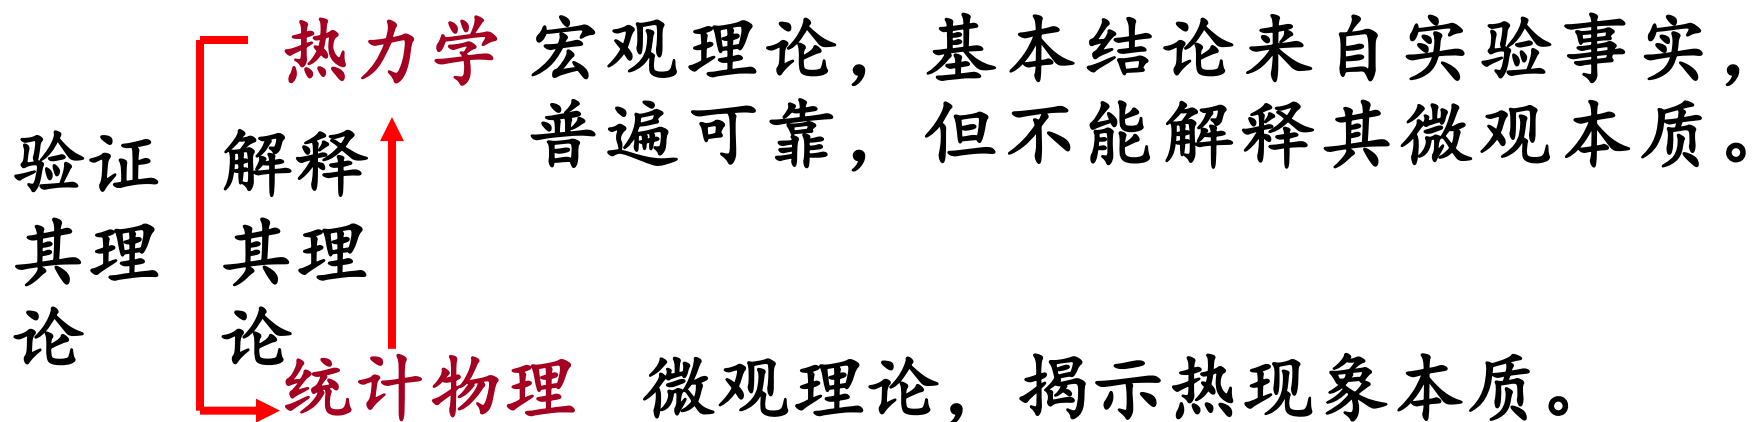 热力学 宏观理论，基本结论来自实验事实，
普遍可靠，但不能解释其微观本质。
验证
其理
论
解释
其理
论
统计物理 微观理论，揭示热现象本质。